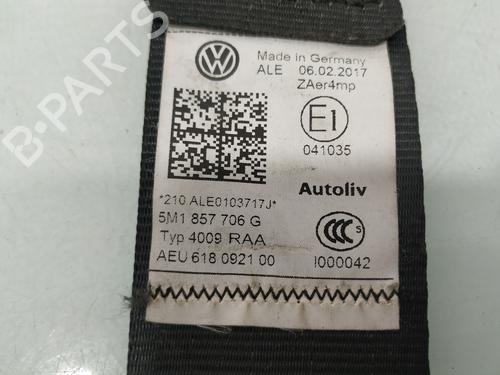 B-PARTS
Made in Germany
ALE 06.02.2017
ZAer4mp
E1
041035
*210 ALE0103717J*
Autoliv
5M1 857 706 G
Typ 4009 RAA
CCC S
AEU 618 0921 00
I000042